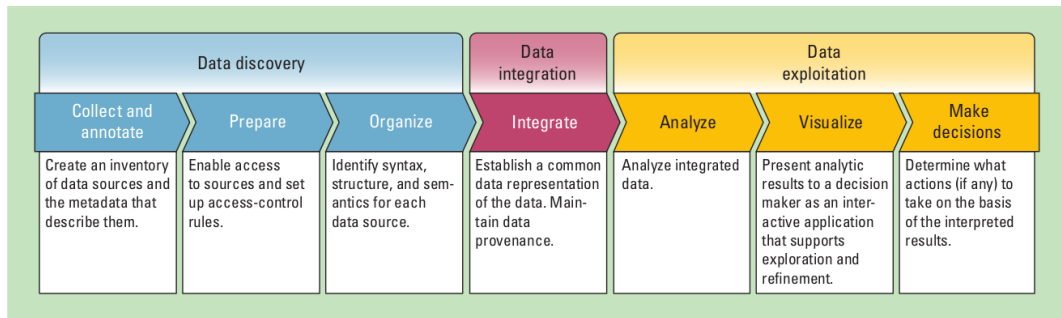 Data discovery
Data
integration
Data
exploitation
Collect and
annotate
Prepare
Organize
Integrate
Analyze
Visualize
Make
decisions
Create an inventory
of data sources and
the metadata that
describe them.
Enable access
to sources and set
up access-control
rules.
Identify syntax,
structure, and sem-
antics for each
data source.
Establish a common
data representation
of the data. Main-
tain data
provenance.
Analyze integrated
data.
Present analytic
results to a decision
maker as an inter-
active application
that supports
exploration and
refinement.
Determine what
actions (if any) to
take on the basis
of the interpreted
results.